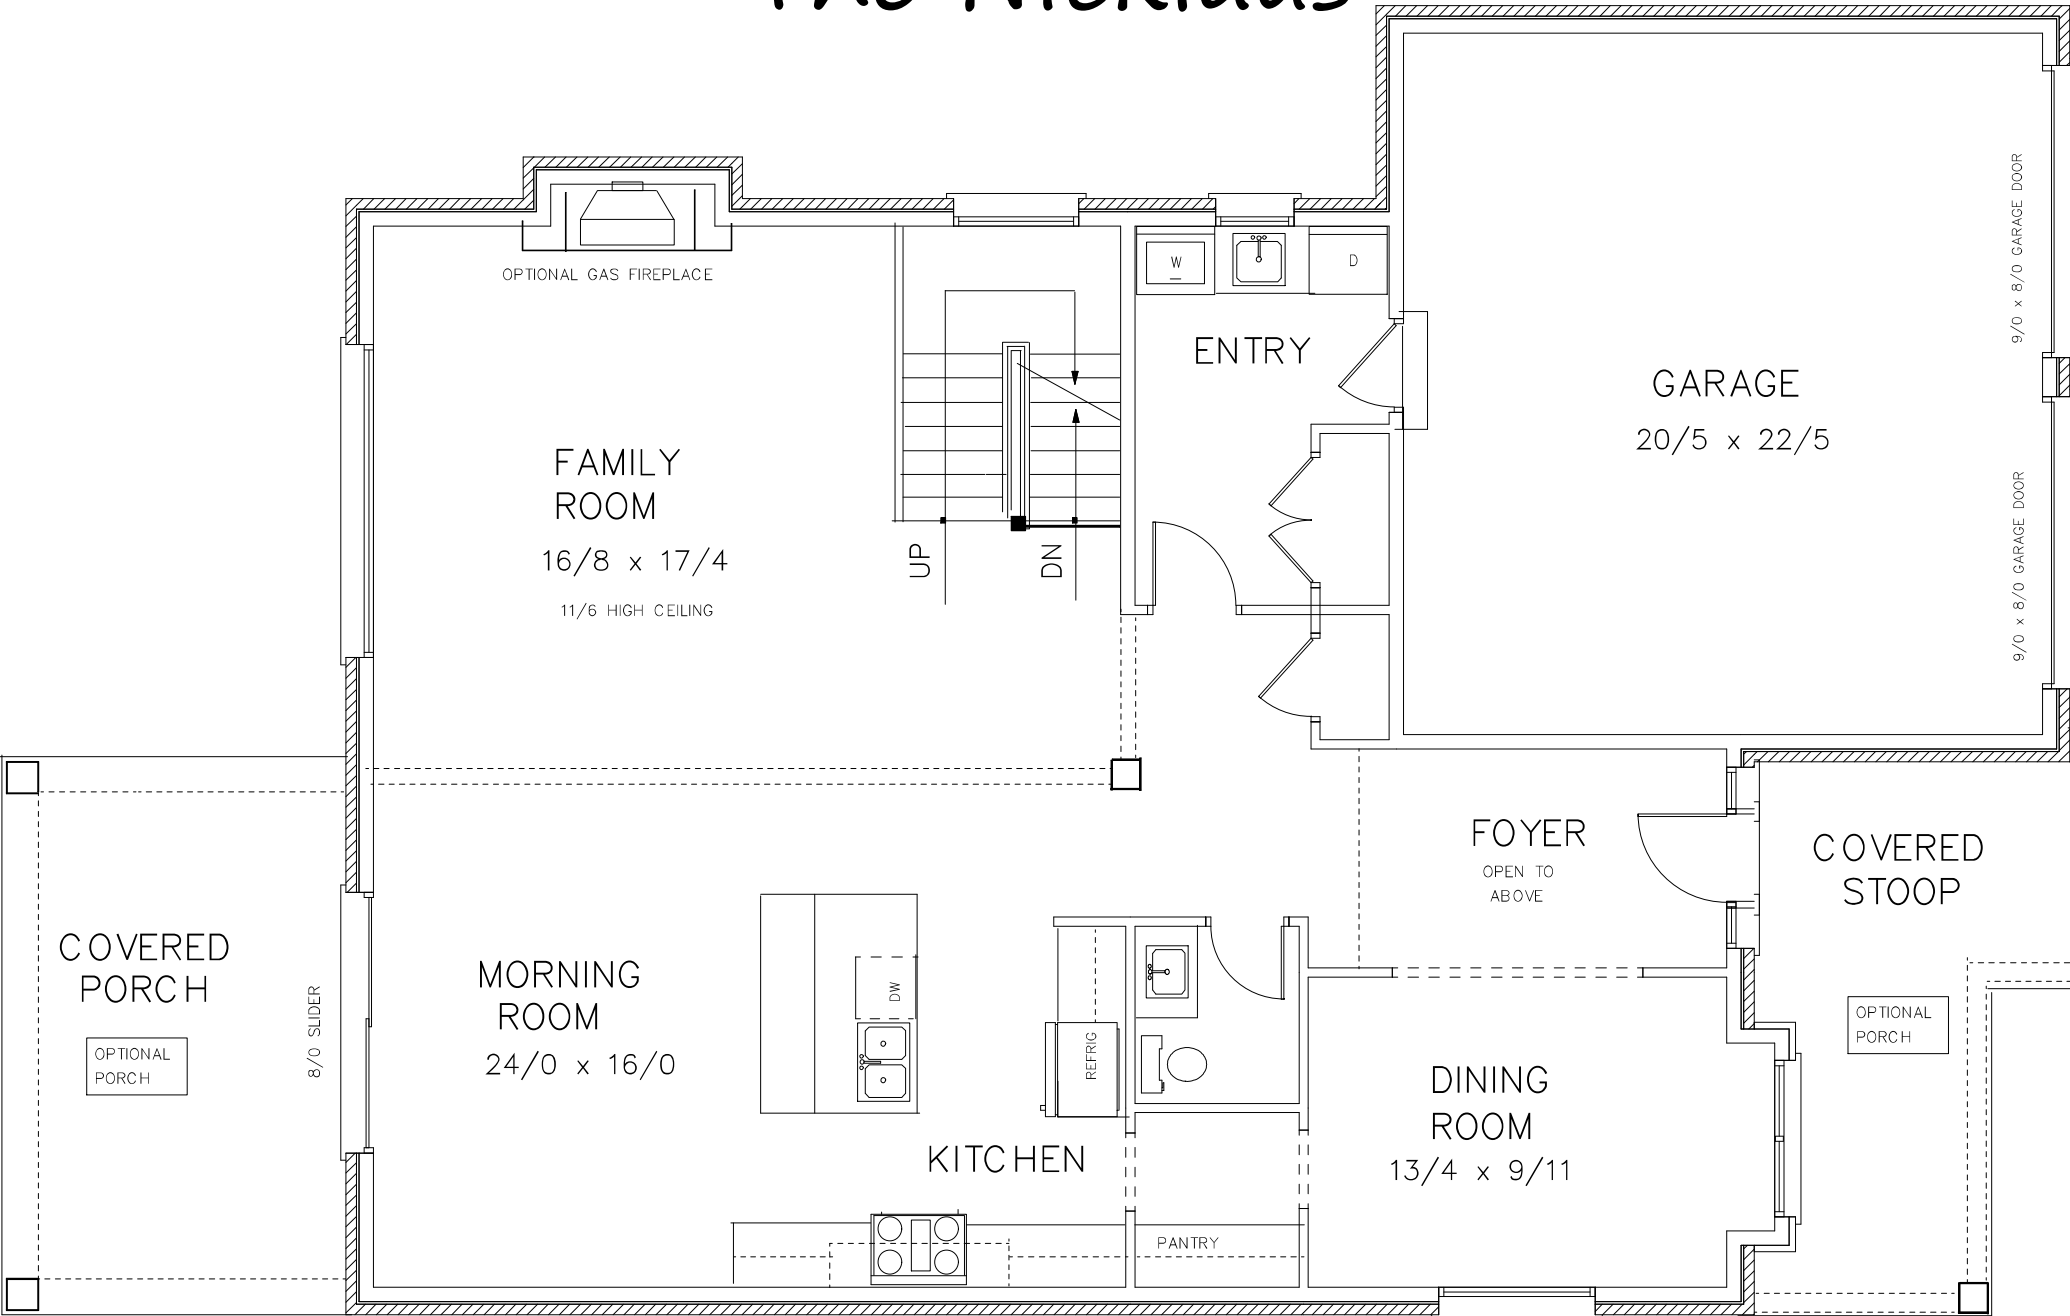 OPTIONAL GAS FIREPLACE
W
D
ENTRY
GARAGE
20/5 x 22/5
9/0 x 8/0 GARAGE DOOR
9/0 x 8/0 GARAGE DOOR
FAMILY
ROOM
16/8 x 17/4
11/6 HIGH CEILING
UP
DN
FOYER
OPEN TO
ABOVE
COVERED
STOOP
OPTIONAL
PORCH
COVERED
PORCH
OPTIONAL
PORCH
8/0 SLIDER
MORNING
ROOM
24/0 x 16/0
DW
REFRIG
KITCHEN
PANTRY
DINING
ROOM
13/4 x 9/11